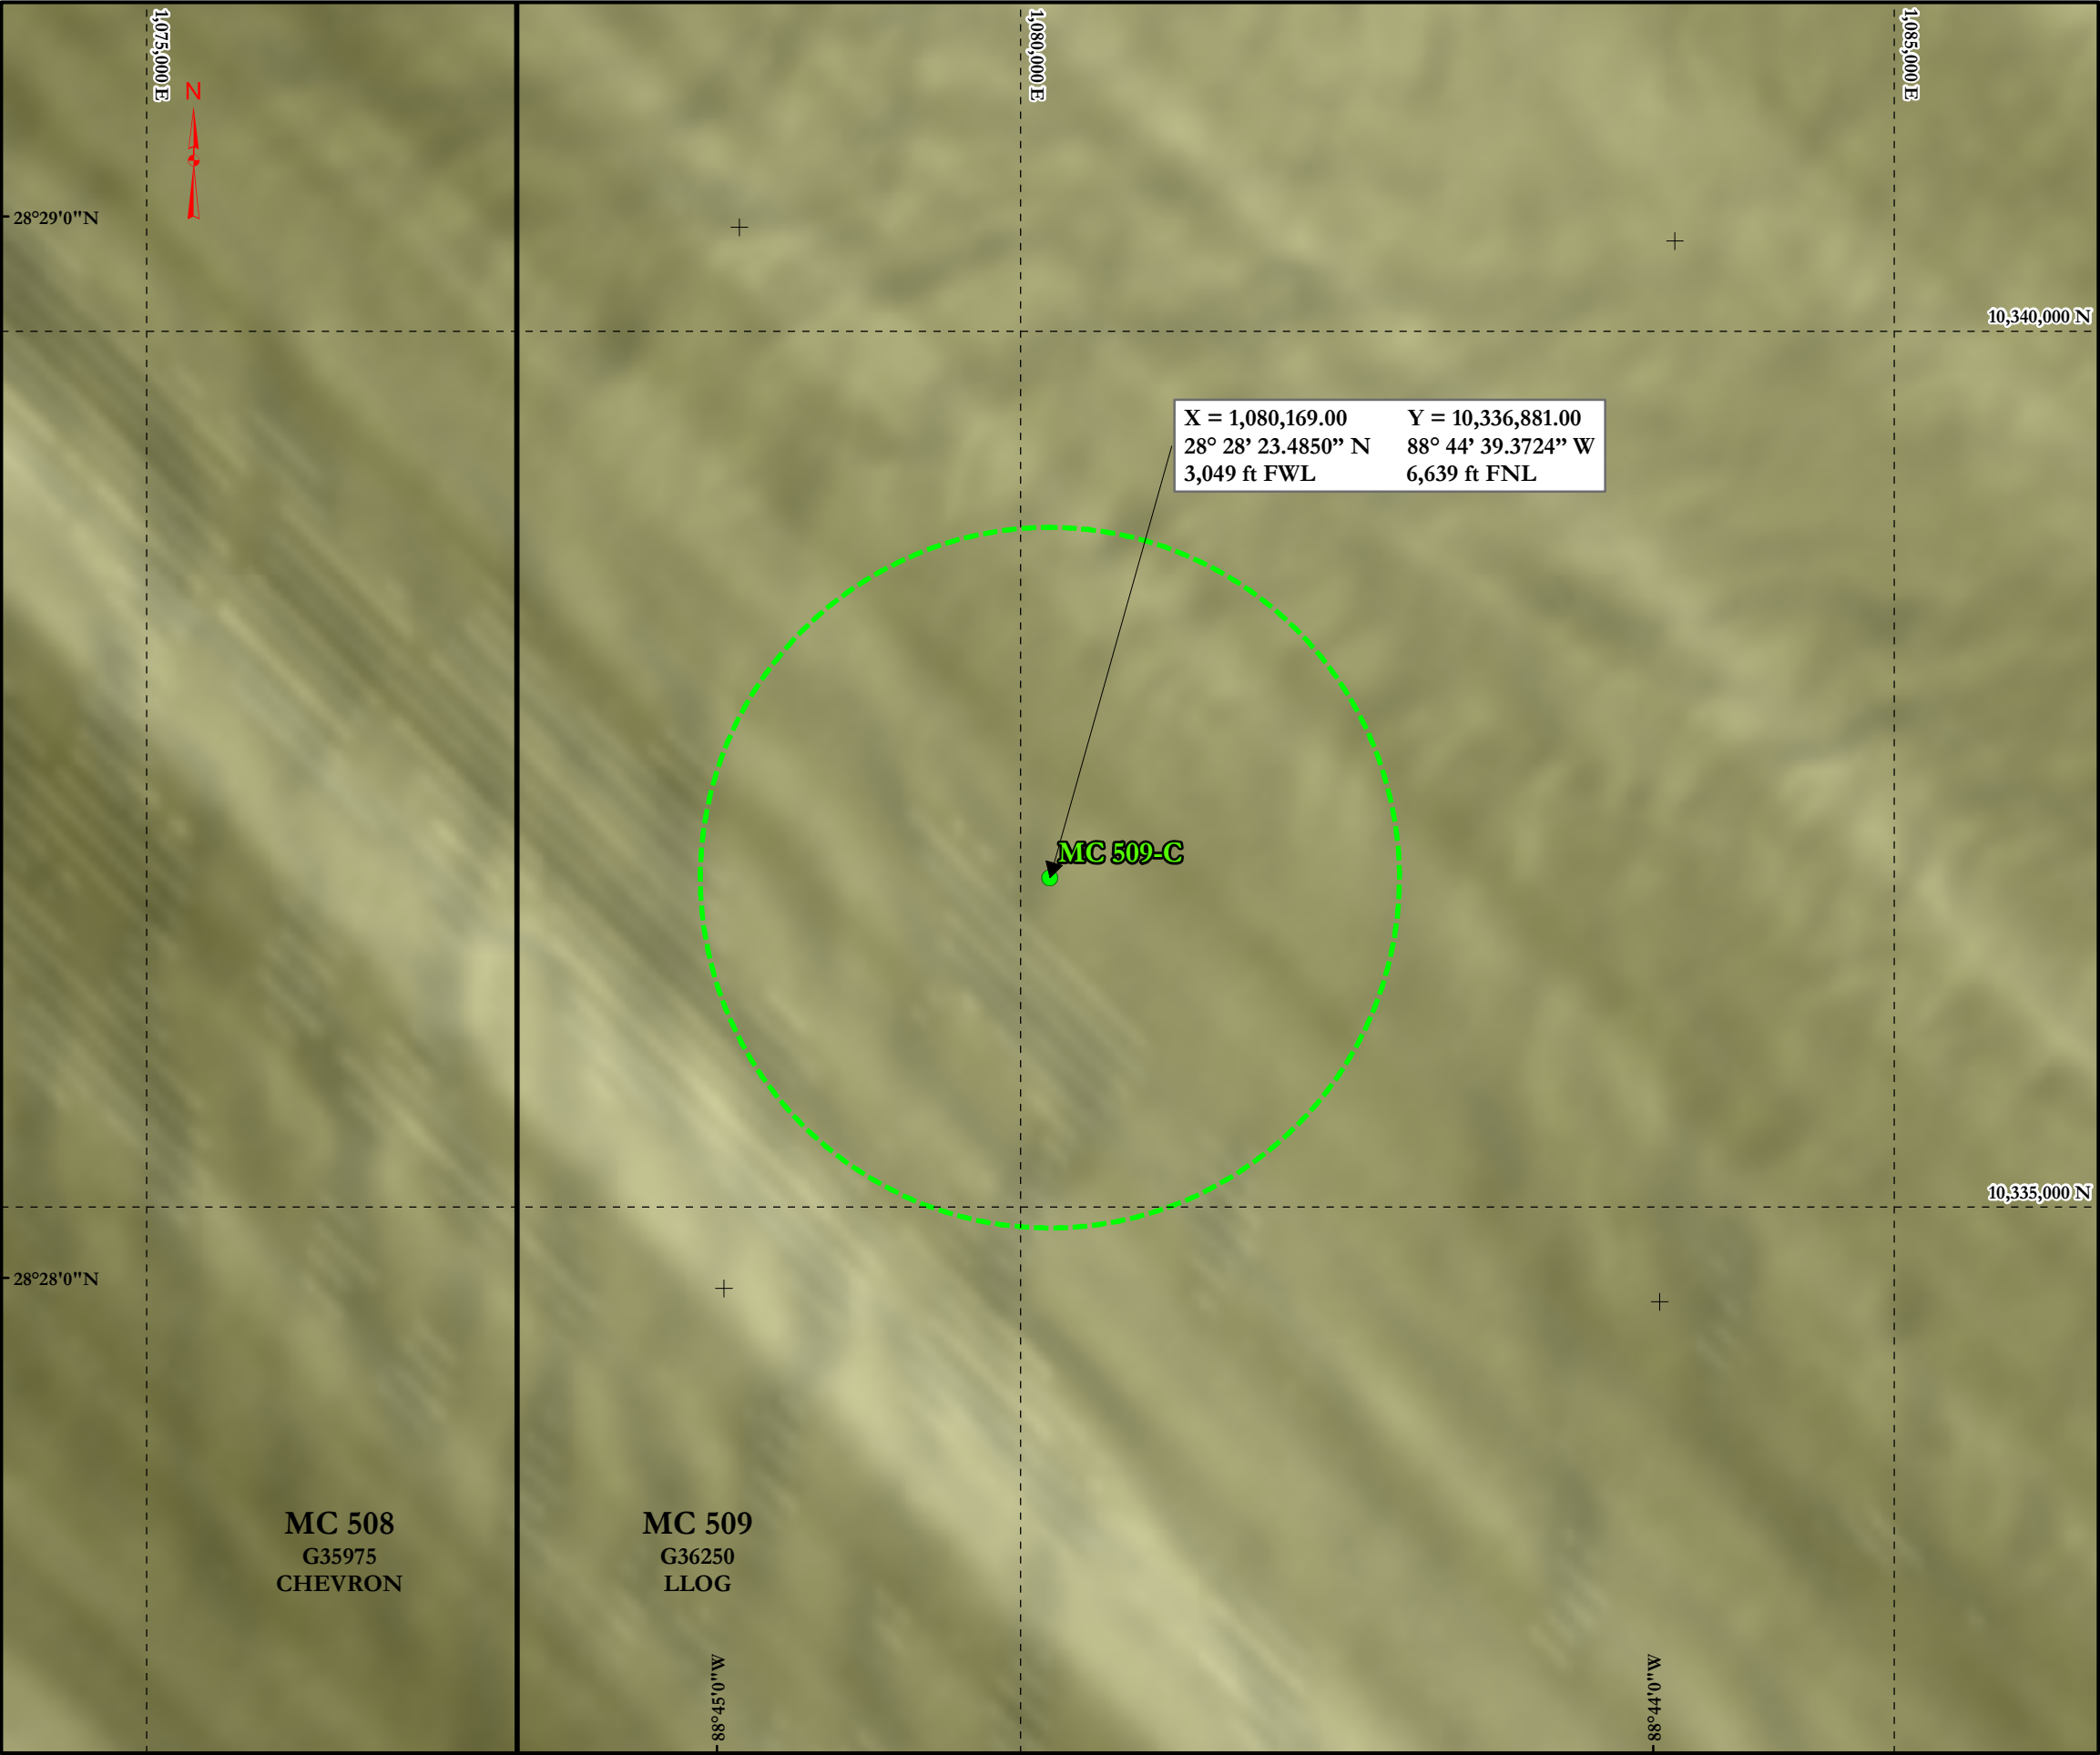 1,075,000 E
1,080,000 E
1,085,000 E
N
28°29'0"N
10,340,000 N
X = 1,080,169.00 Y = 10,336,881.00
28° 28’ 23.4850” N 88° 44’ 39.3724” W
3,049 ft FWL 6,639 ft FNL
MC 509-C
10,335,000 N
28°28'0"N
MC 508
G35975
CHEVRON
MC 509
G36250
LLOG
88°45'0"W
88°44'0"W